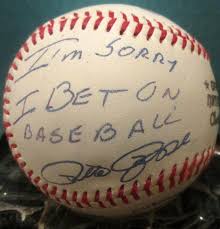 I'm SORRY
I BET ON
BASEBALL
Pete Rose